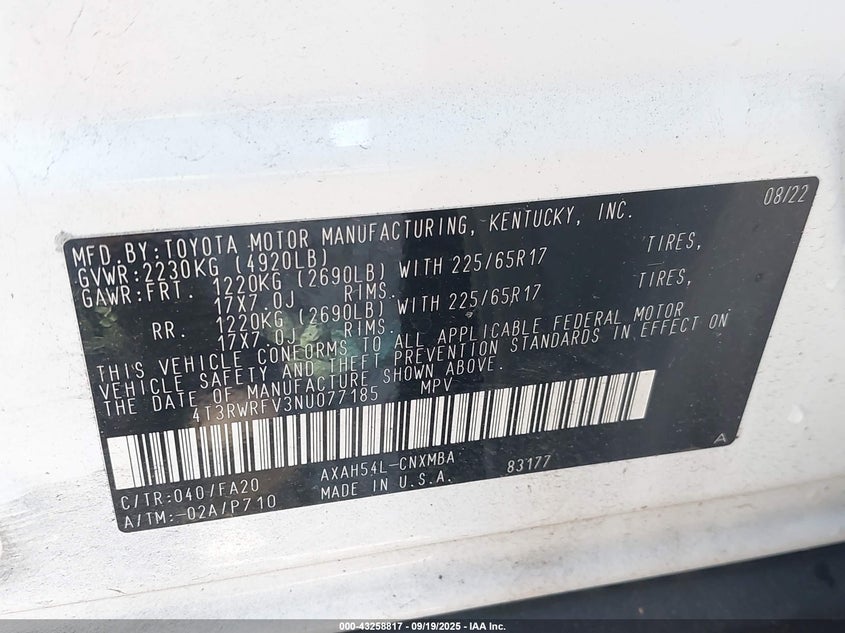 08/22
MFD.BY:TOYOTA MOTOR MANUFACTURING, KENTUCKY, INC.
GVWR:2230KG (4920LB)
GAWR:FRT. 1220KG (2690LB) WITH 225/65R17 TIRES,
17X7.0J RIMS.
RR. 1220KG (2690LB) WITH 225/65R17 TIRES,
17X7.0J RIMS.
THIS VEHICLE CONFORMS TO ALL APPLICABLE FEDERAL MOTOR
VEHICLE SAFETY AND THEFT PREVENTION STANDARDS IN EFFECT ON
THE DATE OF MANUFACTURE SHOWN ABOVE.
4T3RWRFV3NU077185 MPV
C/TR:040/FA20 AXAH54L-CNXMBA 83177 A
A/TM:-02A/P710 MADE IN U.S.A.
000-43258817 - 09/19/2025 - IAA Inc.